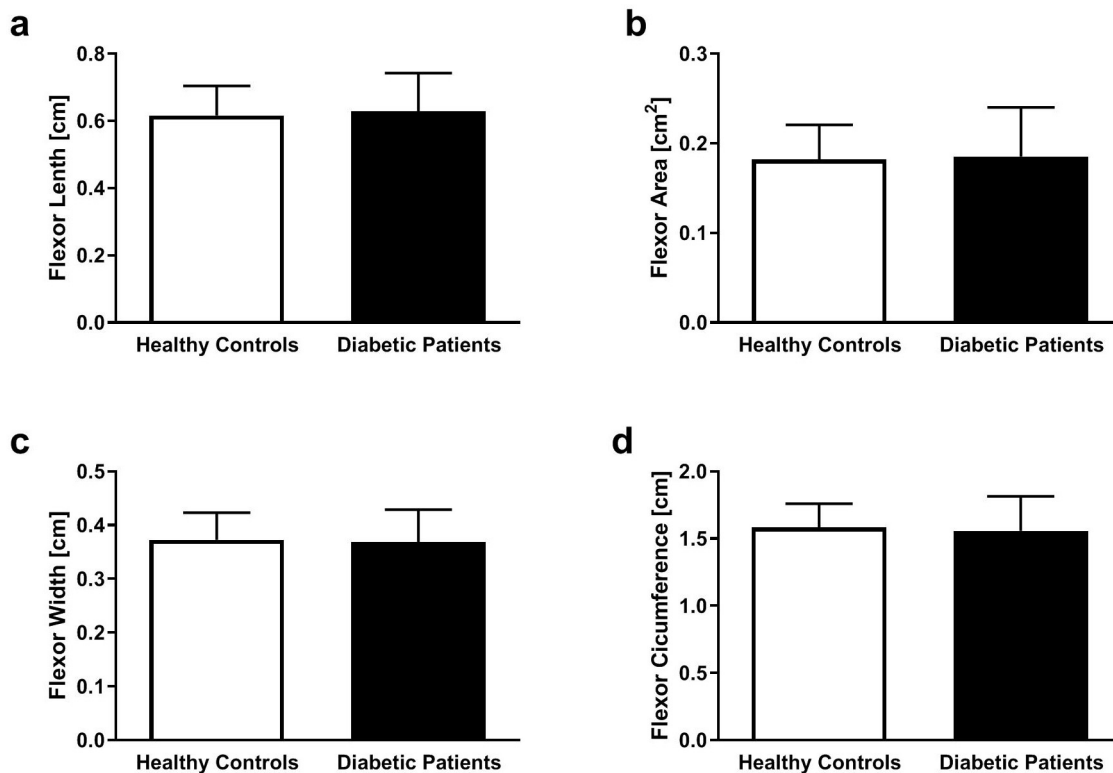 a
Flexor Lenth [cm]
0.8
0.6
0.4
0.2
0.0
Healthy Controls Diabetic Patients
b
Flexor Area [cm²]
0.3
0.2
0.1
0.0
Healthy Controls Diabetic Patients
c
Flexor Width [cm]
0.5
0.4
0.3
0.2
0.1
0.0
Healthy Controls Diabetic Patients
d
Flexor Cicumference [cm]
2.0
1.5
1.0
0.5
0.0
Healthy Controls Diabetic Patients